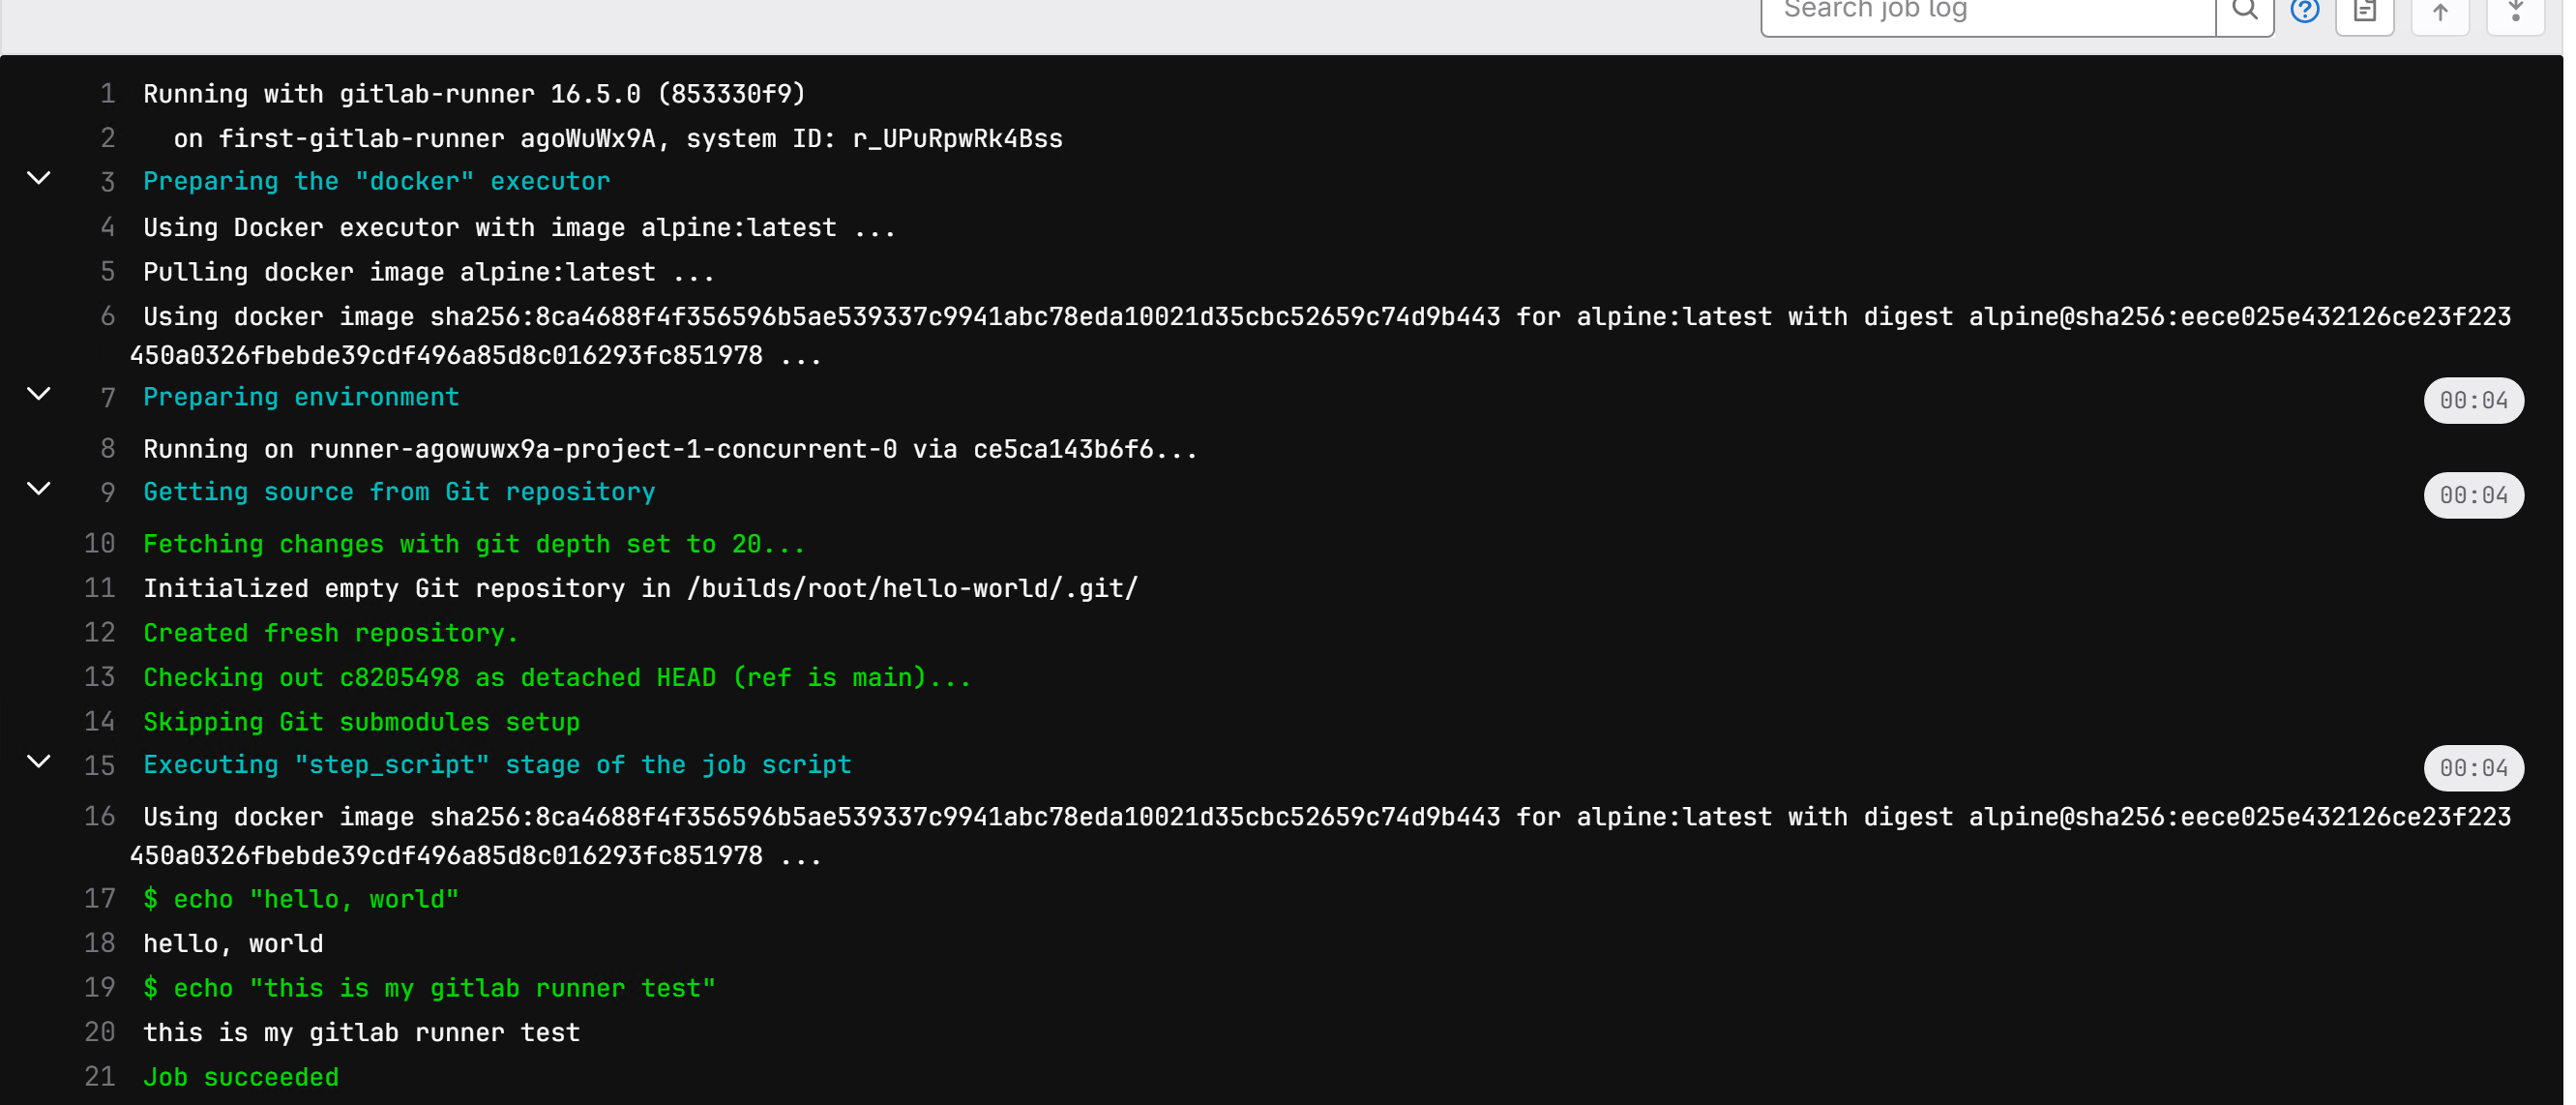 Search job log
1 Running with gitlab-runner 16.5.0 (853330f9)
2 on first-gitlab-runner agoWuWx9A, system ID: r_UPuRpwRk4Bss
3 Preparing the "docker" executor
4 Using Docker executor with image alpine:latest ...
5 Pulling docker image alpine:latest ...
6 Using docker image sha256:8ca4688f4f356596b5ae539337c9941abc78eda10021d35cbc52659c74d9b443 for alpine:latest with digest alpine@sha256:eece025e432126ce23f223
450a0326fbebde39cdf496a85d8c016293fc851978 ...
7 Preparing environment 00:04
8 Running on runner-agowuwx9a-project-1-concurrent-0 via ce5ca143b6f6...
9 Getting source from Git repository 00:04
10 Fetching changes with git depth set to 20...
11 Initialized empty Git repository in /builds/root/hello-world/.git/
12 Created fresh repository.
13 Checking out c8205498 as detached HEAD (ref is main)...
14 Skipping Git submodules setup
15 Executing "step_script" stage of the job script 00:04
16 Using docker image sha256:8ca4688f4f356596b5ae539337c9941abc78eda10021d35cbc52659c74d9b443 for alpine:latest with digest alpine@sha256:eece025e432126ce23f223
450a0326fbebde39cdf496a85d8c016293fc851978 ...
17 $ echo "hello, world"
18 hello, world
19 $ echo "this is my gitlab runner test"
20 this is my gitlab runner test
21 Job succeeded